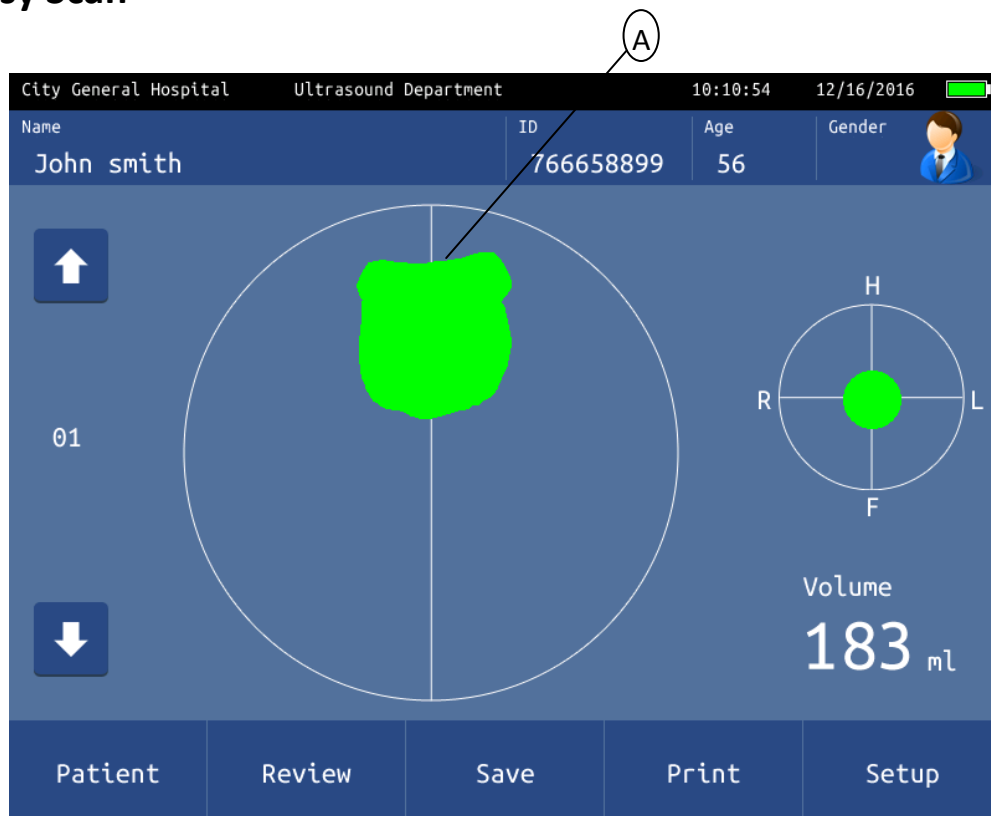 Scan
A
City General Hospital Ultrasound Department 10:10:54 12/16/2016
Name ID Age Gender
John smith 766658899 56
H
R L
01
F
Volume
183 ml
Patient Review Save Print Setup